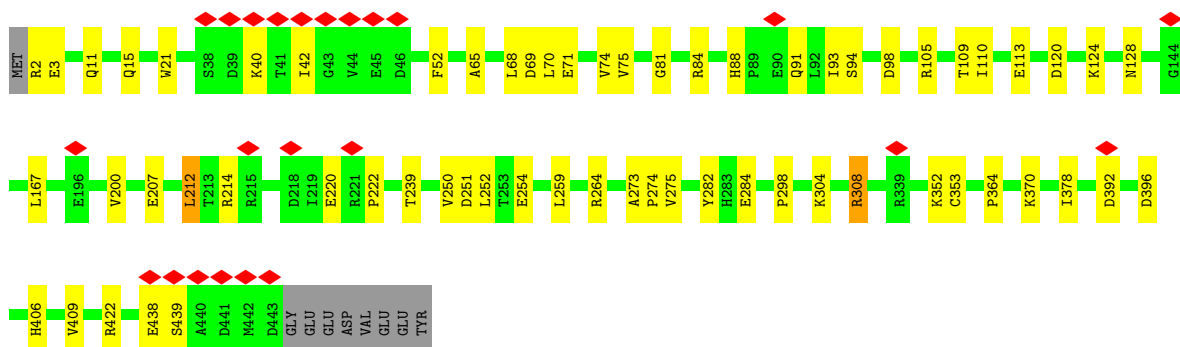 MET R2 E3 Q11 Q15 W21 S38 D39 K40 T41 I42 G43 V44 E45 D46 F52 A65 L68 D69 L70 E71 V74 V75 G81 R84 H88 P89 E90 Q91 L92 I93 S94 D98 R105 T109 I110 E113 D120 K124 N128 G144
L167 E196 V200 E207 L212 T213 R214 R215 D218 I219 E220 R221 P222 T239 V250 D251 L252 T253 E254 L259 R264 A273 P274 V275 Y282 H283 E284 P298 K304 R308 R339 K352 C353 P364 K370 I378 D392 D396
H406 V409 R422 E438 S439 A440 D441 M442 D443 GLY GLU GLU ASP VAL GLU GLU TYR